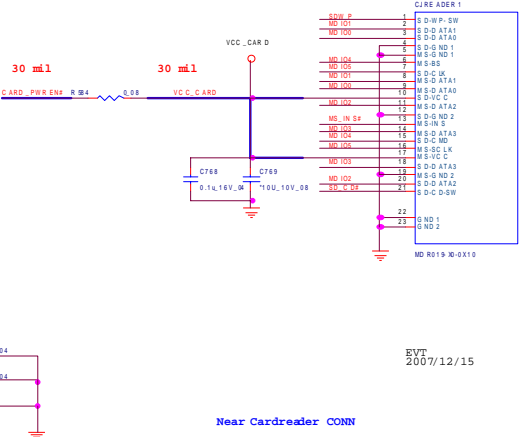 CJREADER1
SDW_P 1 SD-WP-SW
MDIO1 2 SD-DATA1
MDIO0 3 SD-DATA0
4 SD-GND1
5 MS-GND1
MDIO4 6 MS-BS
MDIO5 7 SD-CLK
MDIO1 8 MS-DATA1
MDIO0 9 MS-DATA0
10 SD-VCC
MDIO2 11 MS-DATA2
12 SD-GND2
MS_INS# 13 MS-INS
MDIO3 14 MS-DATA3
MDIO4 15 SD-CMD
MDIO5 16 MS-SCLK
17 MS-VCC
MDIO3 18 SD-DATA3
19 MS-GND2
MDIO2 20 SD-DATA2
SD_CD# 21 SD-CD-SW
22 GND1
23 GND2
MDR019-X0-0X10
VCC_CARD
30 mil 30 mil
CARD_PWREN# R584 0_08 VCC_CARD
C768 C769
0.1u_16V_04 *10U_10V_08
04
04
EVT
2007/12/15
Near Cardreader CONN